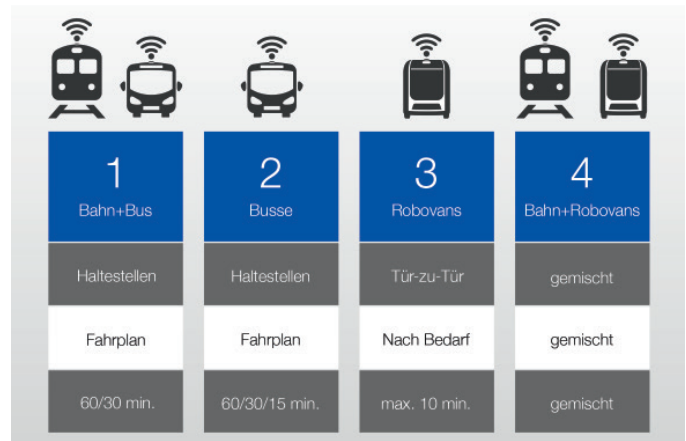 1
Bahn+Bus
Haltestellen
Fahrplan
60/30 min.
2
Busse
Haltestellen
Fahrplan
60/30/15 min.
3
Robovans
Tür-zu-Tür
Nach Bedarf
max. 10 min.
4
Bahn+Robovans
gemischt
gemischt
gemischt